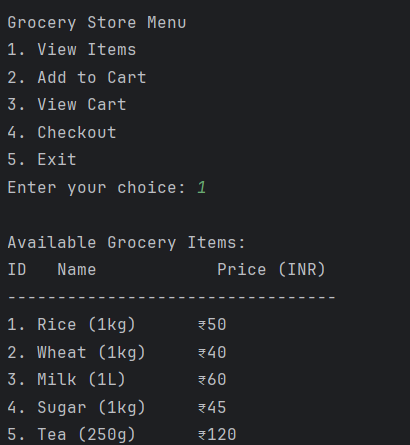 Grocery Store Menu
1. View Items
2. Add to Cart
3. View Cart
4. Checkout
5. Exit
Enter your choice: 1
Available Grocery Items:
ID   Name            Price (INR)
---------------------------------
1. Rice (1kg)      ₹50
2. Wheat (1kg)     ₹40
3. Milk (1L)       ₹60
4. Sugar (1kg)     ₹45
5. Tea (250g)      ₹120